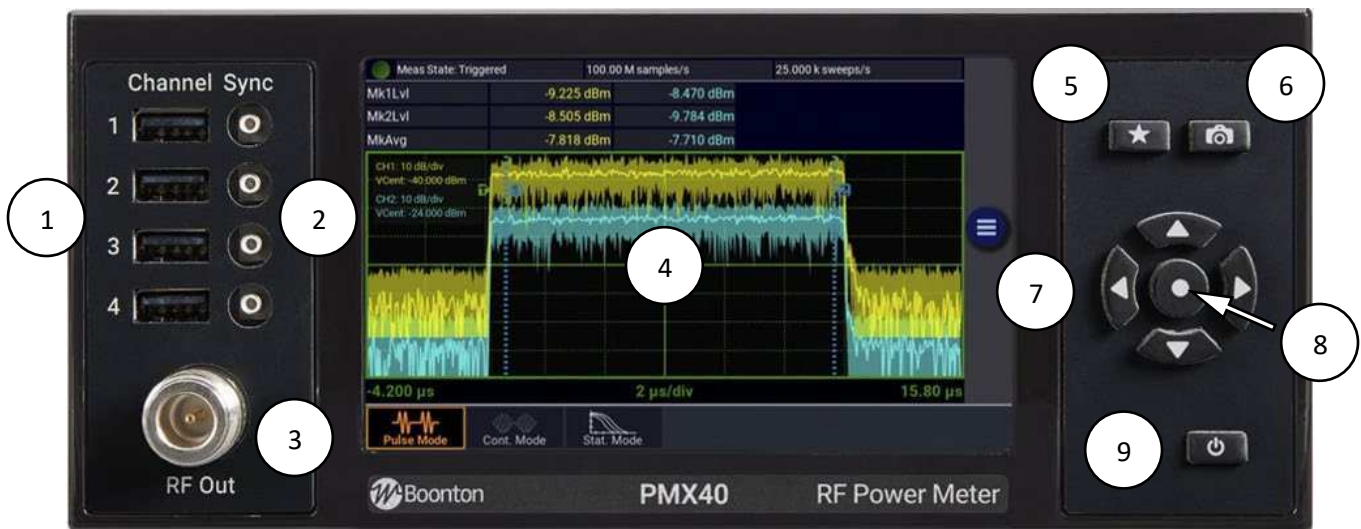 Channel Sync
1
2
3
4
RF Out
1
2
3
4
5
6
7
8
9
Meas State: Triggered 100.00 M samples/s 25.000 k sweeps/s
Mk1Lvl -9.225 dBm -8.470 dBm
Mk2Lvl -8.505 dBm -9.784 dBm
MkAvg -7.818 dBm -7.710 dBm
CH1: 10 dB/div
VCent: -40.000 dBm
CH2: 10 dB/div
VCent: -24.000 dBm
-4.200 µs 2 µs/div 15.80 µs
Pulse Mode Cont. Mode Stat. Mode
Boonton PMX40 RF Power Meter